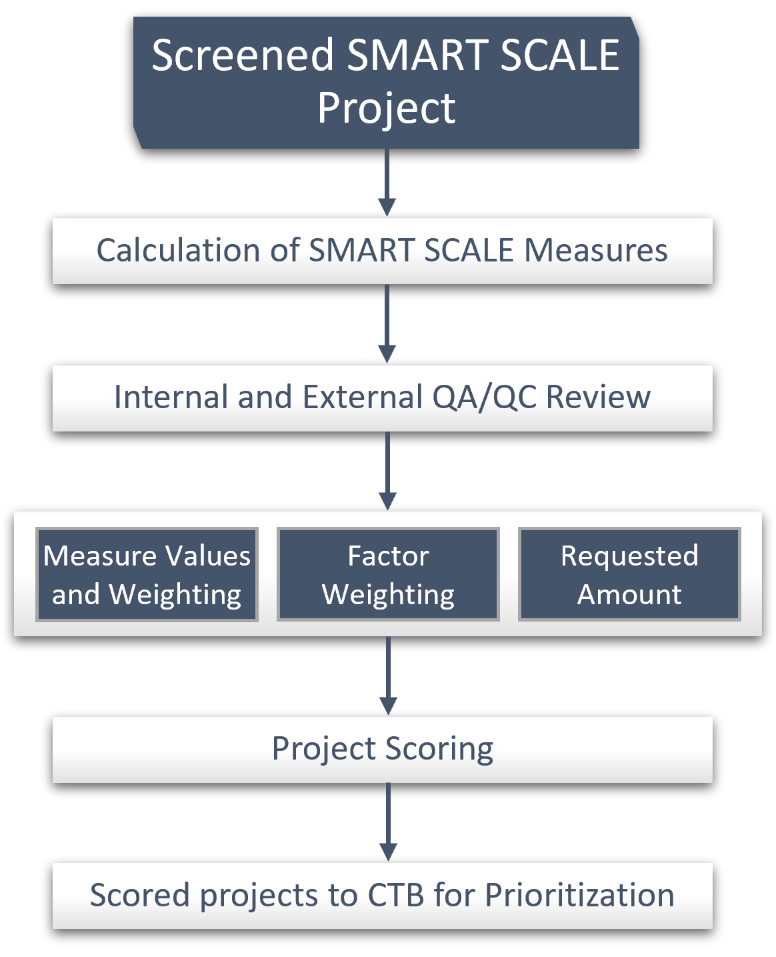 Screened SMART SCALE
Project
Calculation of SMART SCALE Measures
Internal and External QA/QC Review
Measure Values
and Weighting
Factor
Weighting
Requested
Amount
Project Scoring
Scored projects to CTB for Prioritization